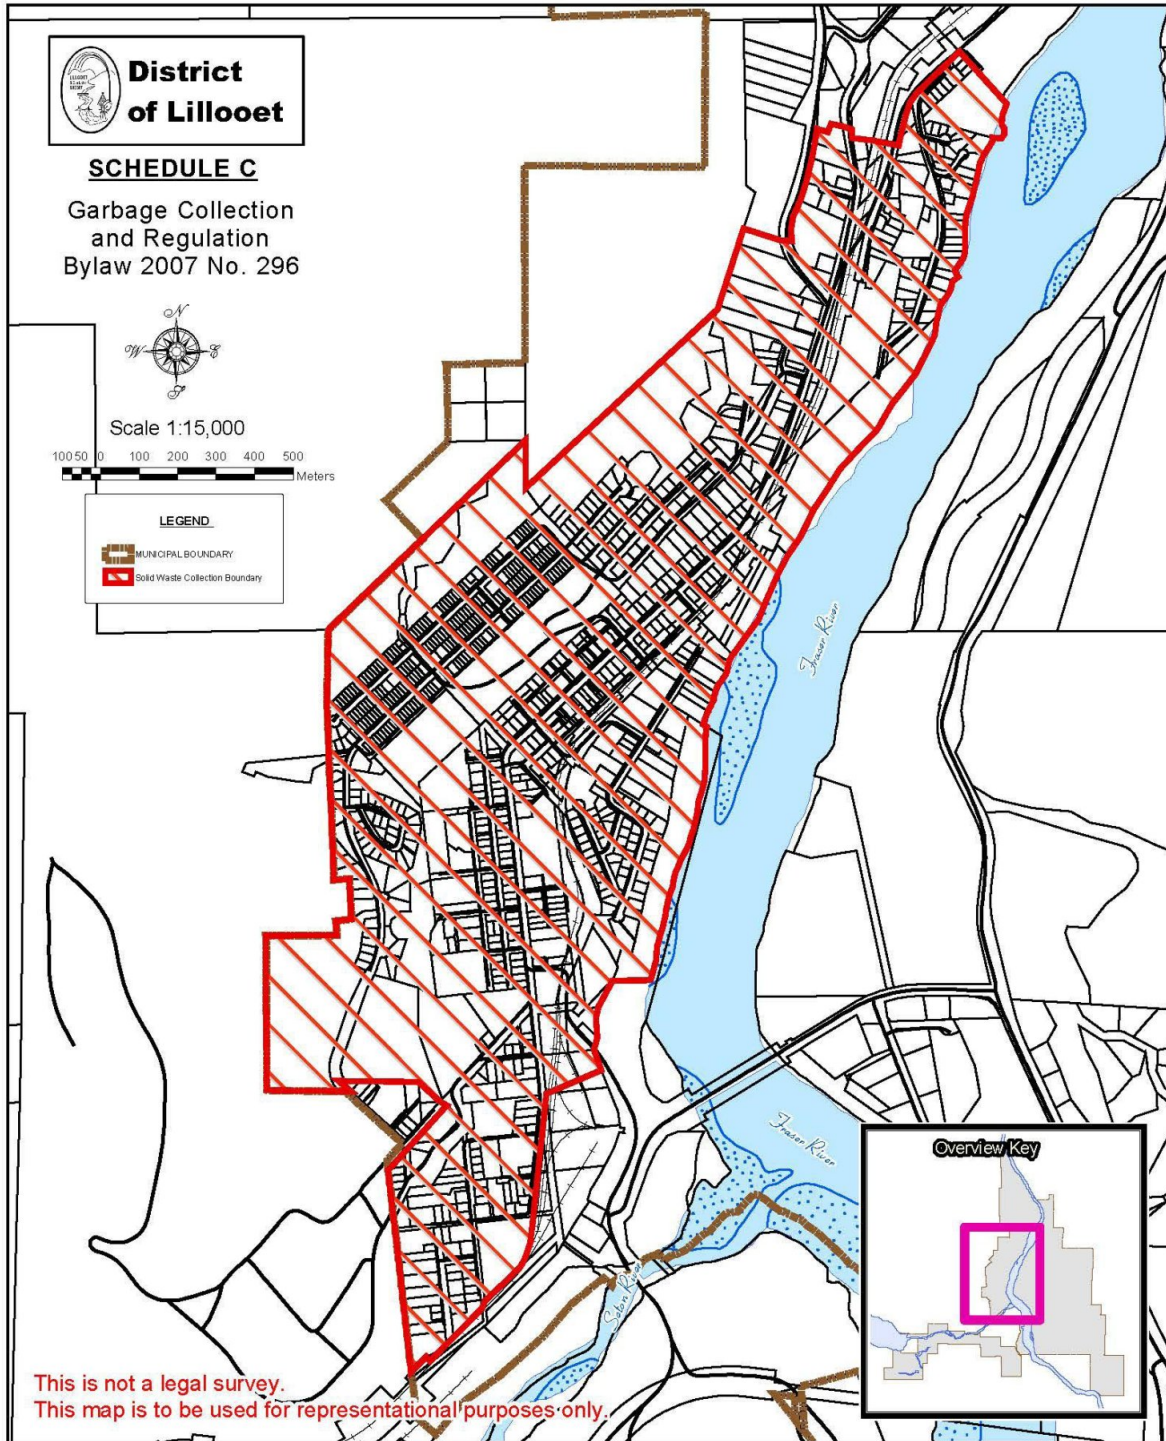 District
of Lillooet
SCHEDULE C
Garbage Collection
and Regulation
Bylaw 2007 No. 296
N
W E
S
Scale 1:15,000
100 50 0 100 200 300 400 500
Meters
LEGEND
MUNICIPAL BOUNDARY
Solid Waste Collection Boundary
Fraser River
Fraser River
Seton River
Overview Key
This is not a legal survey.
This map is to be used for representational purposes only.